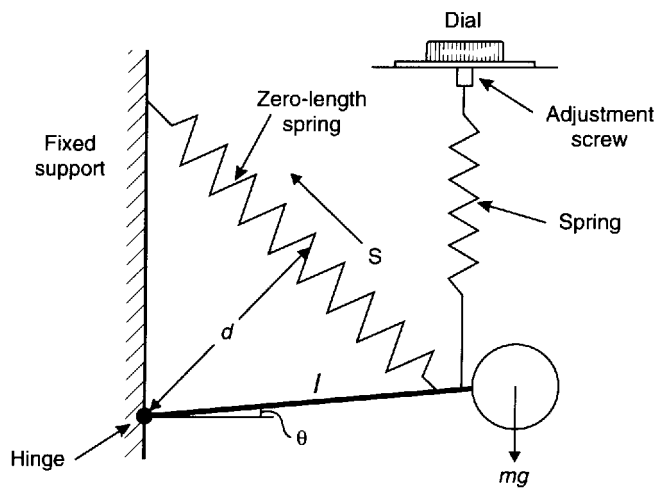 Dial
Zero-length
spring
Adjustment
screw
Fixed
support
S
Spring
d
l
θ
Hinge
mg